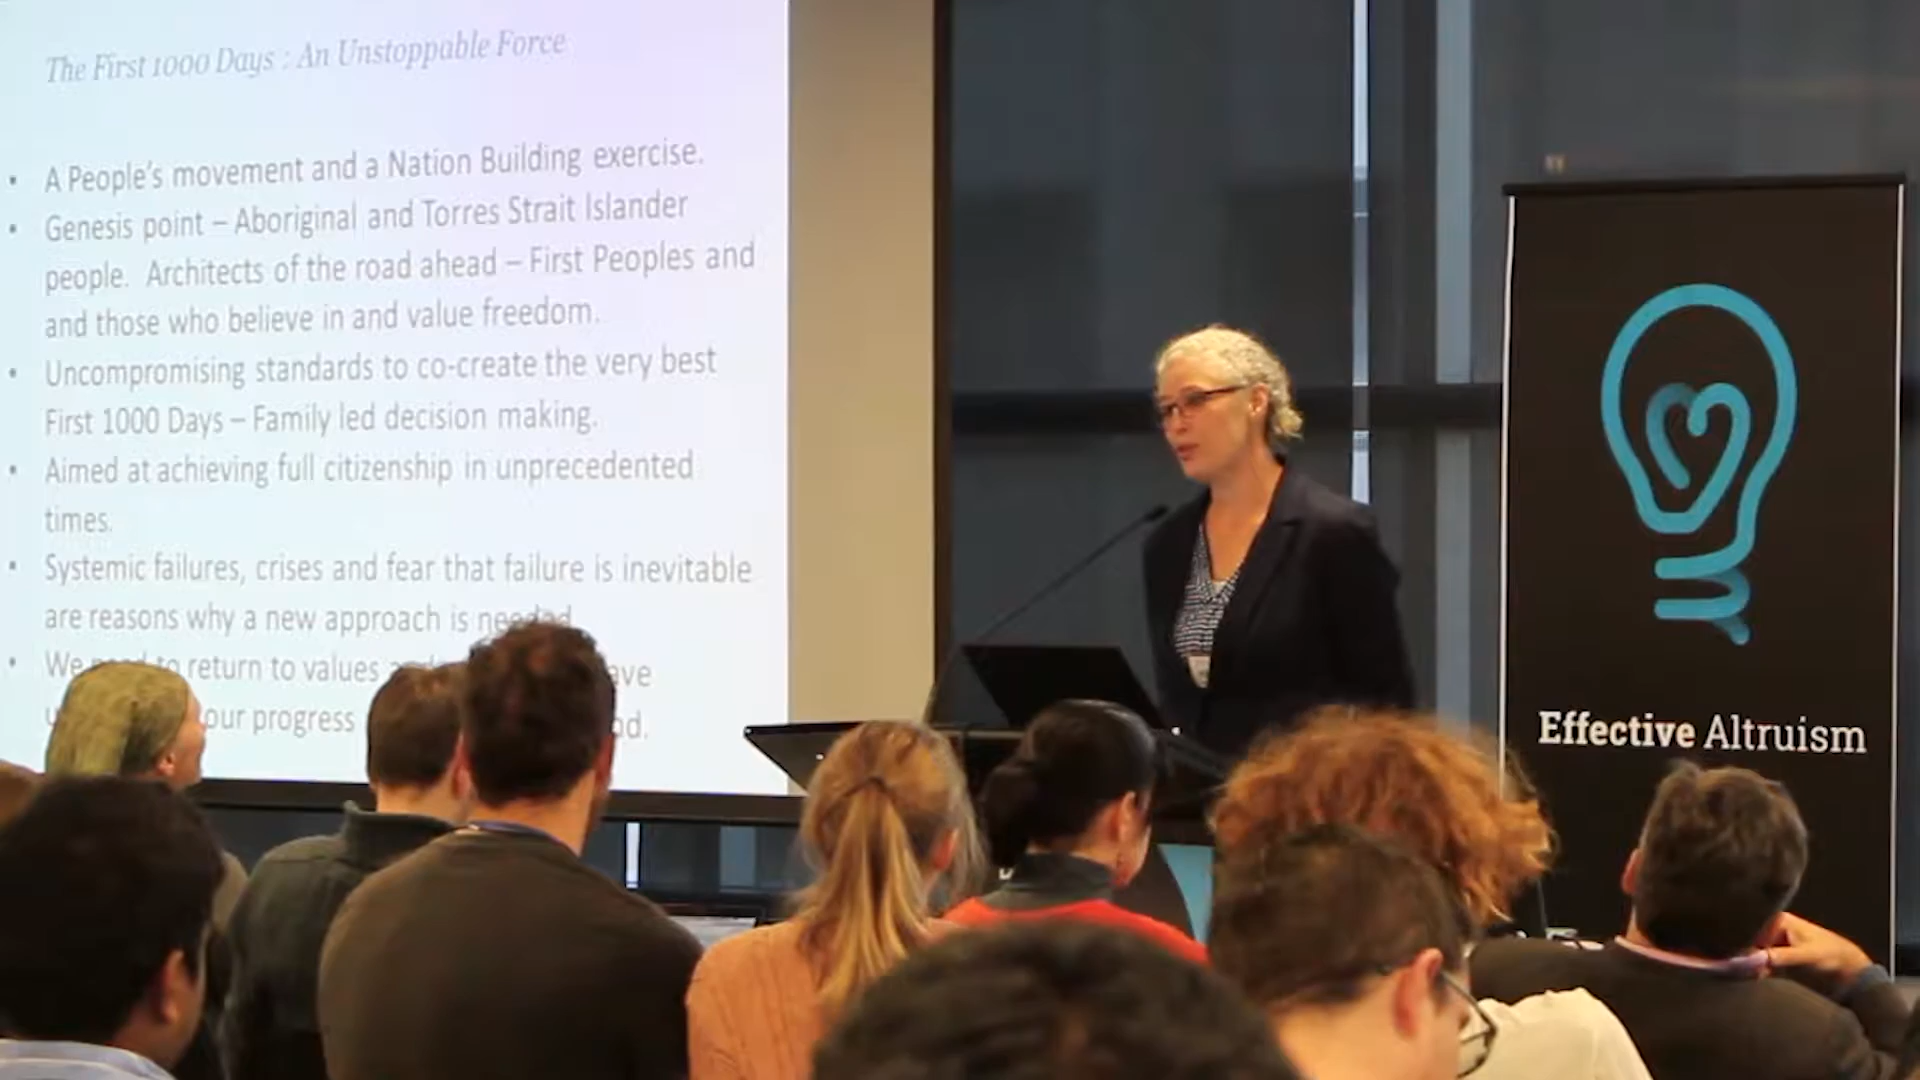 The First 1000 Days : An Unstoppable Force
• A People's movement and a Nation Building exercise.
• Genesis point – Aboriginal and Torres Strait Islander
people. Architects of the road ahead – First Peoples and
and those who believe in and value freedom.
• Uncompromising standards to co-create the very best
First 1000 Days – Family led decision making.
• Aimed at achieving full citizenship in unprecedented
times.
• Systemic failures, crises and fear that failure is inevitable
are reasons why a new approach is needed
• We need to return to values
our progress
Effective Altruism